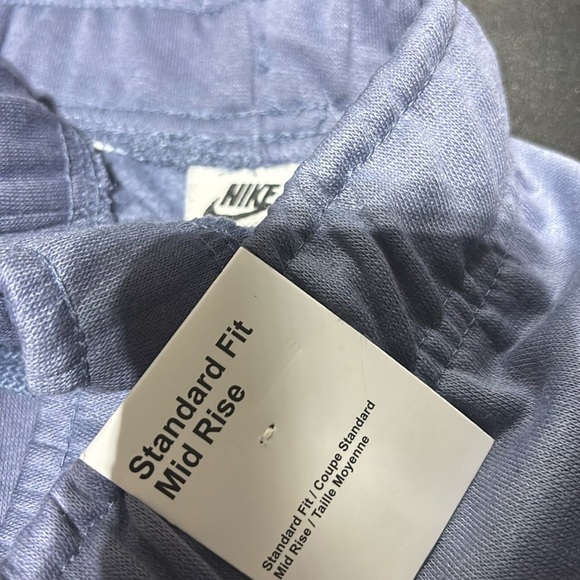 NIKE
Standard Fit
Mid Rise
Standard Fit / Coupe Standard
Mid Rise / Taille Moyenne